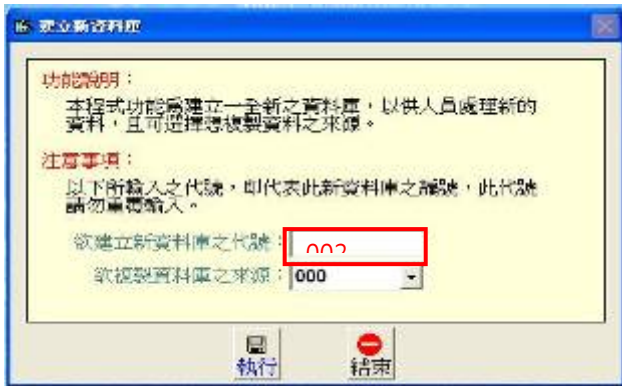 建立新資料庫
功能說明：
本程式功能為建立一全新之資料庫，以供人員處理新的
資料，且可選擇想複製資料之來源。
注意事項：
以下所輸入之代號，即代表此新資料庫之編號，此代號
請勿重覆輸入。
欲建立新資料庫之代號： 002
欲複製資料庫之來源： 000
執行 結束